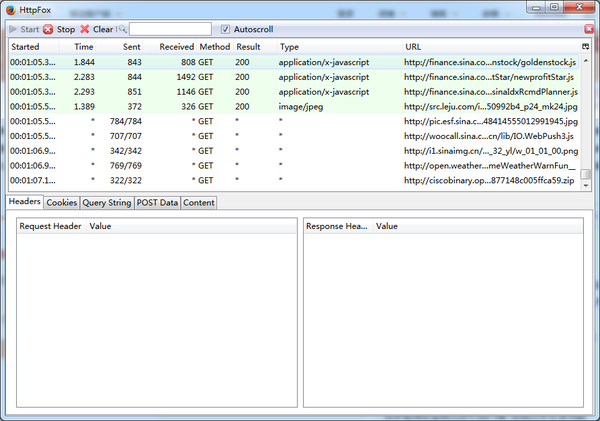 HttpFox
Start Stop Clear Autoscroll
Started Time Sent Received Method Result Type URL
00:01:05.3... 1.844 843 808 GET 200 application/x-javascript http://finance.sina.co...nstock/goldenstock.js
00:01:05.3... 2.283 844 1492 GET 200 application/x-javascript http://finance.sina.co...tStar/newprofitStar.js
00:01:05.3... 2.293 851 1146 GET 200 application/x-javascript http://finance.sina.co...sinaIdxRcmdPlanner.js
00:01:05.5... 1.389 372 326 GET 200 image/jpeg http://src.leju.com/i...50992b4_p24_mk24.jpg
00:01:05.5... * 784/784 * GET * * http://pic.esf.sina.co...48414555012991945.jpg
00:01:05.5... * 707/707 * GET * * http://woocall.sina.c...cn/lib/IO.WebPush3.js
00:01:06.9... * 342/342 * GET * * http://i1.sinaimg.cn/..._32_yl/w_01_01_00.png
00:01:06.9... * 769/769 * GET * * http://open.weather...meWeatherWarnFun__
00:01:07.1... * 322/322 * GET * * http://ciscobinary.op...877148c005ffca59.zip
Headers Cookies Query String POST Data Content
Request Header Value Response Hea... Value